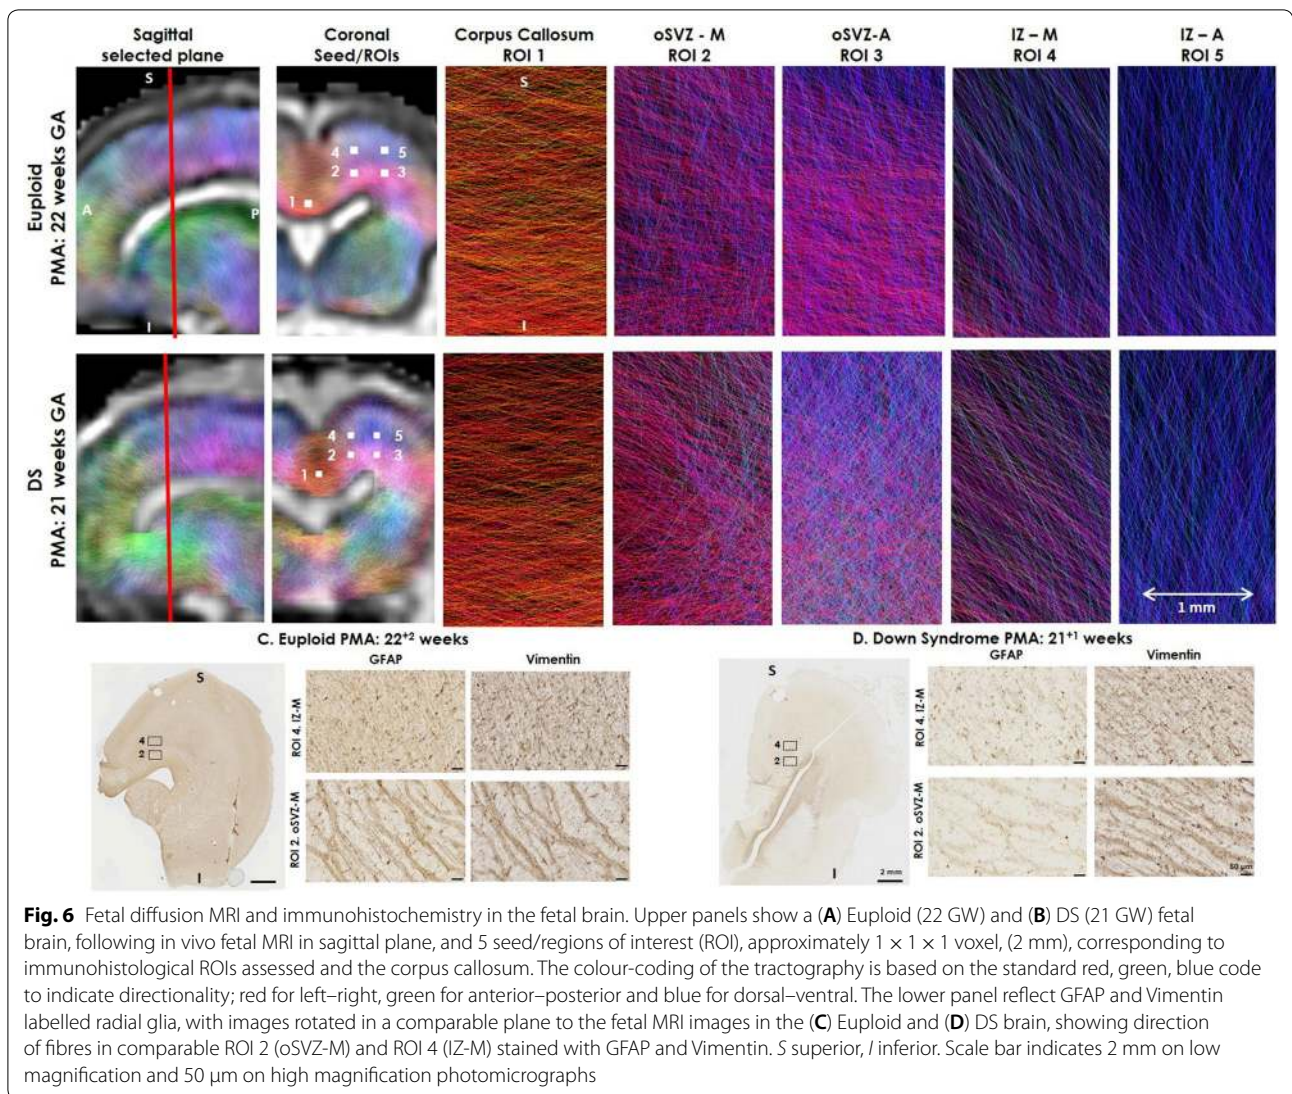 Sagittal selected plane
Coronal Seed/ROIs
Corpus Callosum ROI 1
oSVZ - M ROI 2
oSVZ-A ROI 3
IZ – M ROI 4
IZ – A ROI 5
Euploid
PMA: 22 weeks GA
S
A
P
I
4 5
2 3
1
S
I
DS
PMA: 21 weeks GA
4 5
2 3
1
1 mm
C. Euploid PMA: 22+2 weeks
GFAP
Vimentin
S
4
2
I
ROI 4. IZ-M
ROI 2. oSVZ-M
D. Down Syndrome PMA: 21+1 weeks
GFAP
Vimentin
S
4
2
I
2 mm
ROI 4. IZ-M
ROI 2. oSVZ-M
50 µm
Fig. 6 Fetal diffusion MRI and immunohistochemistry in the fetal brain. Upper panels show a (A) Euploid (22 GW) and (B) DS (21 GW) fetal
brain, following in vivo fetal MRI in sagittal plane, and 5 seed/regions of interest (ROI), approximately 1 × 1 × 1 voxel, (2 mm), corresponding to
immunohistological ROIs assessed and the corpus callosum. The colour-coding of the tractography is based on the standard red, green, blue code
to indicate directionality; red for left–right, green for anterior–posterior and blue for dorsal–ventral. The lower panel reflect GFAP and Vimentin
labelled radial glia, with images rotated in a comparable plane to the fetal MRI images in the (C) Euploid and (D) DS brain, showing direction
of fibres in comparable ROI 2 (oSVZ-M) and ROI 4 (IZ-M) stained with GFAP and Vimentin. S superior, I inferior. Scale bar indicates 2 mm on low
magnification and 50 µm on high magnification photomicrographs